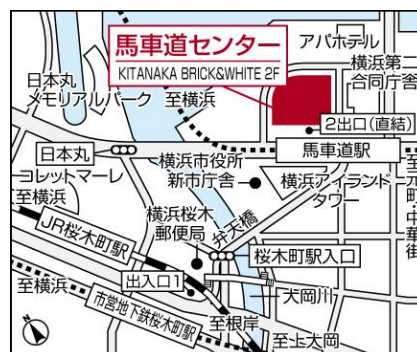 馬車道センター
KITANAKA BRICK&WHITE 2F
アパホテル
横浜第二
合同庁舎
日本丸
メモリアルパーク
至横浜
2出口(直結)
日本丸
馬車道駅
横浜市役所
新市庁舎
コレットマーレ
横浜アイランド
タワー
至元町・中華街
至横浜
横浜桜木
郵便局
弁天橋
JR桜木町駅
桜木町駅入口
出入口1
大岡川
至横浜
市営地下鉄桜木町駅
至根岸
至上大岡
N